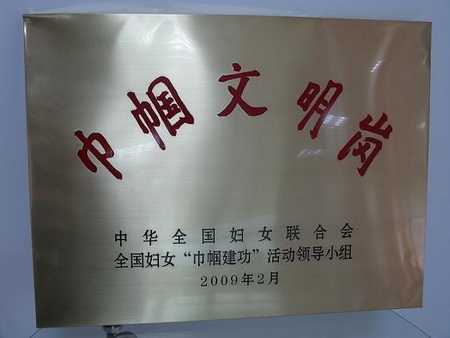 巾帼文明岗
中华全国妇女联合会
全国妇女“巾帼建功”活动领导小组
2009年2月